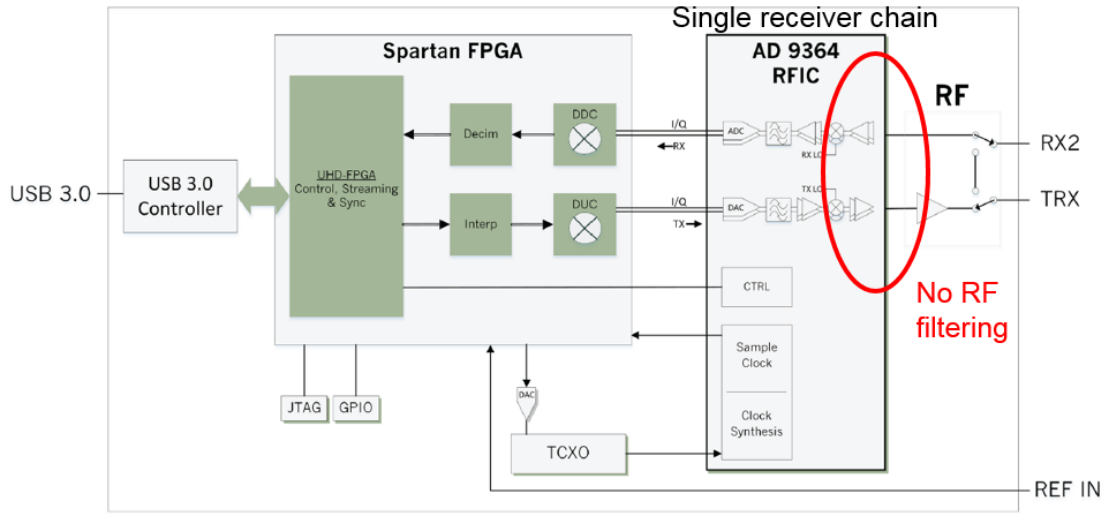 Single receiver chain
Spartan FPGA
AD 9364
RFIC
RF
DDC
Decim
I/Q
RX
ADC
RX LO
RX2
UHD-FPGA
Control, Streaming
& Sync
USB 3.0
USB 3.0
Controller
TX LO
TRX
Interp
DUC
I/Q
TX
DAC
No RF
filtering
CTRL
Sample
Clock
Clock
Synthesis
JTAG
GPIO
DAC
TCXO
REF IN